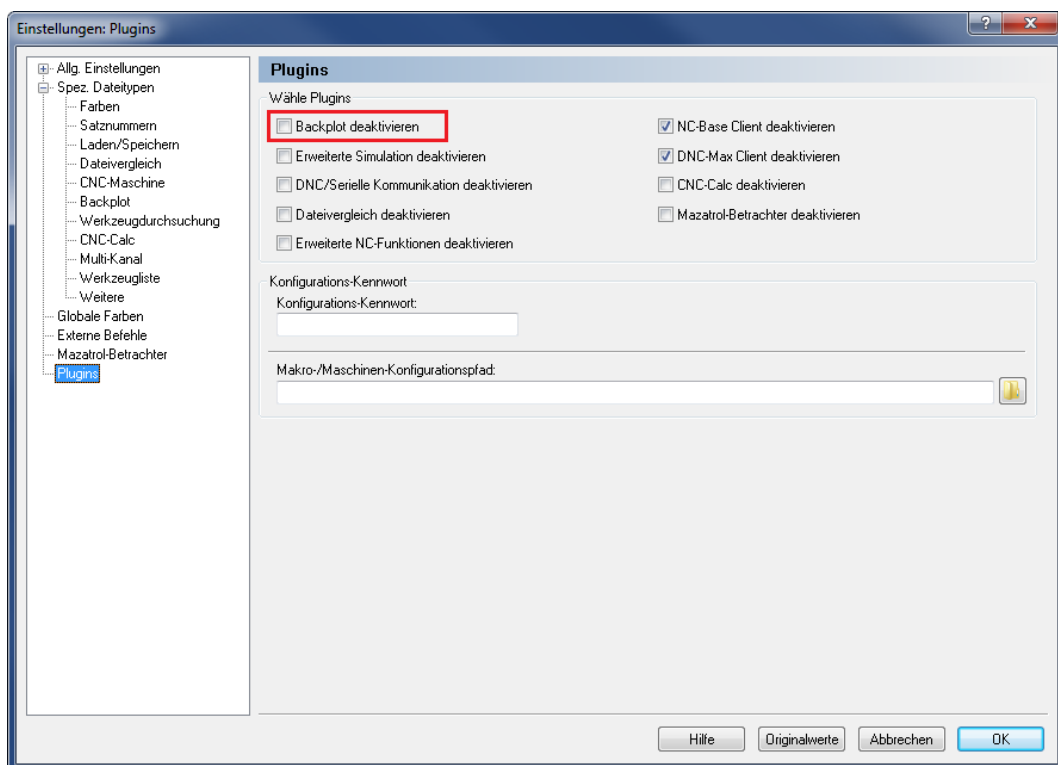 Einstellungen: Plugins
Allg. Einstellungen
Spez. Dateitypen
Farben
Satznummern
Laden/Speichern
Dateivergleich
CNC-Maschine
Backplot
Werkzeugdurchsuchung
CNC-Calc
Multi-Kanal
Werkzeugliste
Weitere
Globale Farben
Externe Befehle
Mazatrol-Betrachter
Plugins
Plugins
Wähle Plugins
Backplot deaktivieren
Erweiterte Simulation deaktivieren
DNC/Serielle Kommunikation deaktivieren
Dateivergleich deaktivieren
Erweiterte NC-Funktionen deaktivieren
NC-Base Client deaktivieren
DNC-Max Client deaktivieren
CNC-Calc deaktivieren
Mazatrol-Betrachter deaktivieren
Konfigurations-Kennwort
Konfigurations-Kennwort:
Makro-/Maschinen-Konfigurationspfad:
Hilfe
Originalwerte
Abbrechen
OK